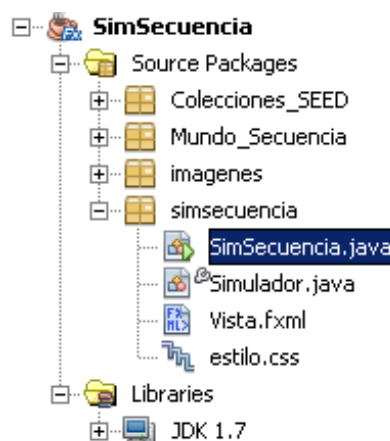 SimSecuencia
Source Packages
Colecciones_SEED
Mundo_Secuencia
imagenes
simsecuencia
SimSecuencia.java
Simulador.java
Vista.fxml
estilo.css
Libraries
JDK 1.7